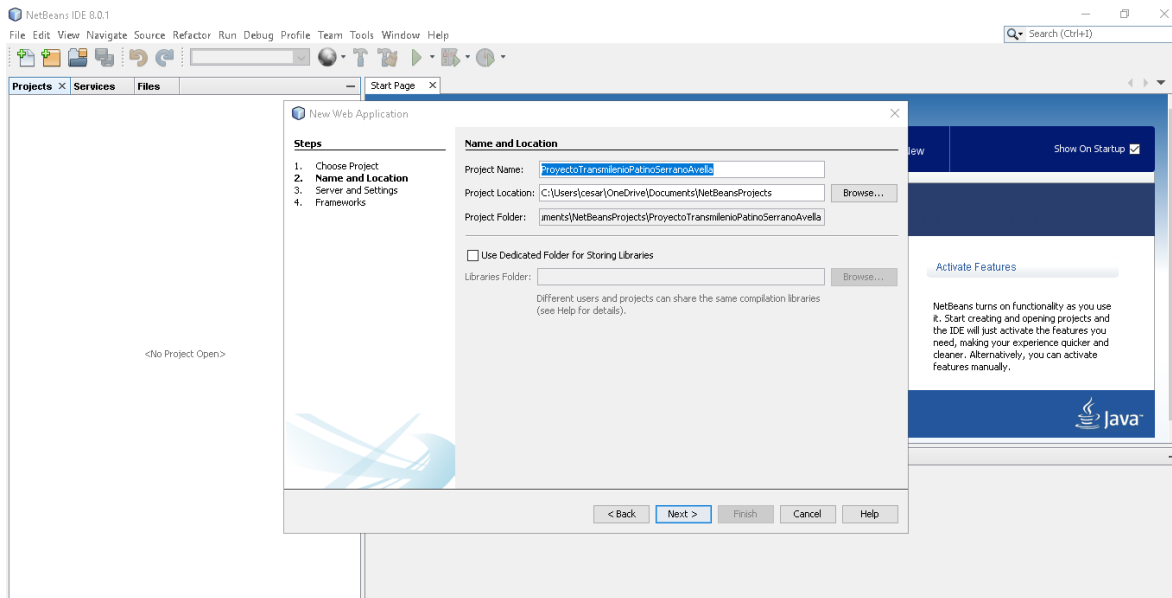 NetBeans IDE 8.0.1
File Edit View Navigate Source Refactor Run Debug Profile Team Tools Window Help
Search (Ctrl+I)
Projects Services Files
Start Page
New Web Application
Steps
1. Choose Project
2. Name and Location
3. Server and Settings
4. Frameworks
Name and Location
Project Name: ProyectoTransmilenioPatinoSerranoAvella
Project Location: C:\Users\cesar\OneDrive\Documents\NetBeansProjects Browse...
Project Folder: uments\NetBeansProjects\ProyectoTransmilenioPatinoSerranoAvella
Use Dedicated Folder for Storing Libraries
Libraries Folder: Browse...
Different users and projects can share the same compilation libraries
(see Help for details).
< Back Next > Finish Cancel Help
<No Project Open>
Show On Startup
Activate Features
NetBeans turns on functionality as you use
it. Start creating and opening projects and
the IDE will just activate the features you
need, making your experience quicker and
cleaner. Alternatively, you can activate
features manually.
Java